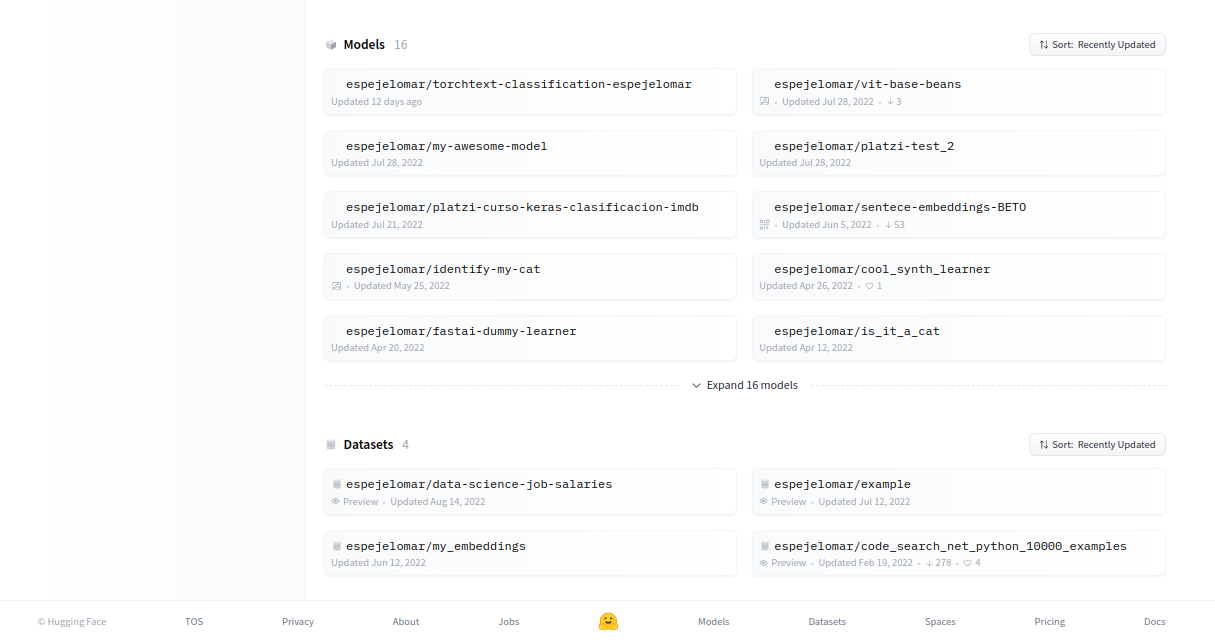 Models 16
Sort: Recently Updated
espejelomar/torchtext-classification-espejelomar
Updated 12 days ago
espejelomar/vit-base-beans
Updated Jul 28, 2022 • 3
espejelomar/my-awesome-model
Updated Jul 28, 2022
espejelomar/platzi-test_2
Updated Jul 28, 2022
espejelomar/platzi-curso-keras-clasificacion-imdb
Updated Jul 21, 2022
espejelomar/sentece-embeddings-BETO
Updated Jun 5, 2022 • 53
espejelomar/identify-my-cat
Updated May 25, 2022
espejelomar/cool_synth_learner
Updated Apr 26, 2022 • 1
espejelomar/fastai-dummy-learner
Updated Apr 20, 2022
espejelomar/is_it_a_cat
Updated Apr 12, 2022
Expand 16 models
Datasets 4
Sort: Recently Updated
espejelomar/data-science-job-salaries
Preview • Updated Aug 14, 2022
espejelomar/example
Preview • Updated Jul 12, 2022
espejelomar/my_embeddings
Updated Jun 12, 2022
espejelomar/code_search_net_python_10000_examples
Preview • Updated Feb 19, 2022 • 278 • 4
© Hugging Face TOS Privacy About Jobs Models Datasets Spaces Pricing Docs